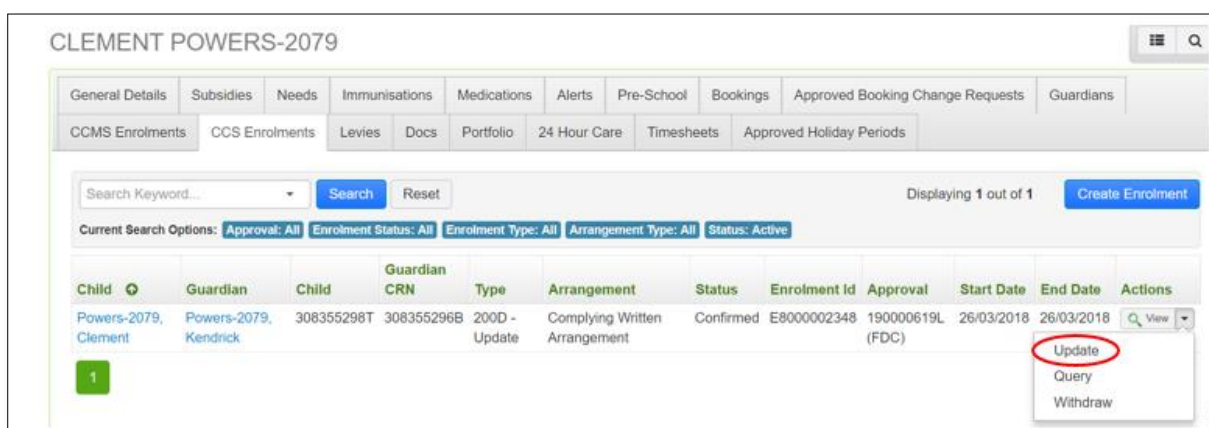 CLEMENT POWERS-2079
General Details Subsidies Needs Immunisations Medications Alerts Pre-School Bookings Approved Booking Change Requests Guardians
CCMS Enrolments CCS Enrolments Levies Docs Portfolio 24 Hour Care Timesheets Approved Holiday Periods
Search Keyword... Search Reset Displaying 1 out of 1 Create Enrolment
Current Search Options: Approval: All Enrolment Status: All Enrolment Type: All Arrangement Type: All Status: Active
Child Guardian Child Guardian CRN Type Arrangement Status Enrolment Id Approval Start Date End Date Actions
Powers-2079, Powers-2079, 308355298T 308355296B 200D - Complying Written Confirmed E8000002348 190000619L 26/03/2018 26/03/2018 View
Clement Kendrick Update Arrangement (FDC)
Update
1
Query
Withdraw